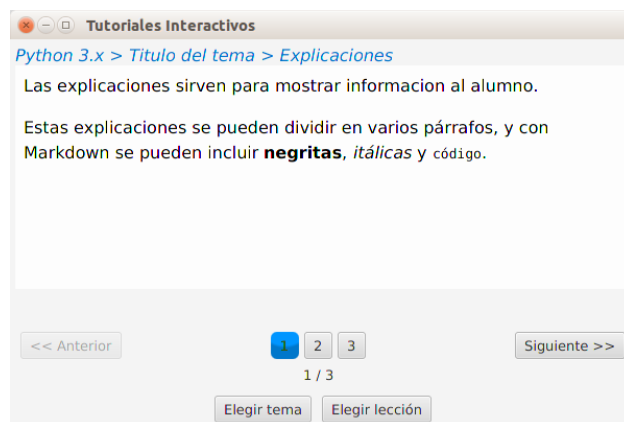 Tutoriales Interactivos
Python 3.x > Titulo del tema > Explicaciones
Las explicaciones sirven para mostrar informacion al alumno.
Estas explicaciones se pueden dividir en varios párrafos, y con
Markdown se pueden incluir negritas, itálicas y código.
<< Anterior 1 2 3 Siguiente >>
1 / 3
Elegir tema Elegir lección